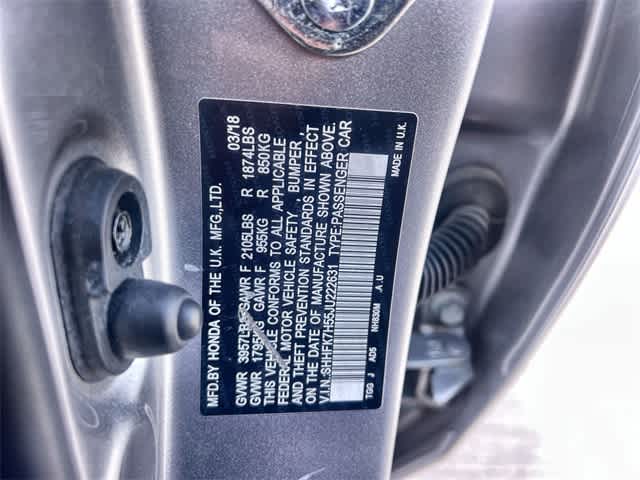 MFD.BY HONDA OF THE U.K. MFG.,LTD. 03/18
GVWR 3957LBS GAWR F 2105LBS R 1874LBS
GVWR 1795KG GAWR F 955KG R 850KG
THIS VEHICLE CONFORMS TO ALL APPLICABLE
FEDERAL MOTOR VEHICLE SAFETY, BUMPER,
AND THEFT PREVENTION STANDARDS IN EFFECT
ON THE DATE OF MANUFACTURE SHOWN ABOVE.
V.I.N.:SHHFK7H55JU222631 TYPE:PASSENGER CAR
TGG J AD5 NH830M .A.U MADE IN U.K.